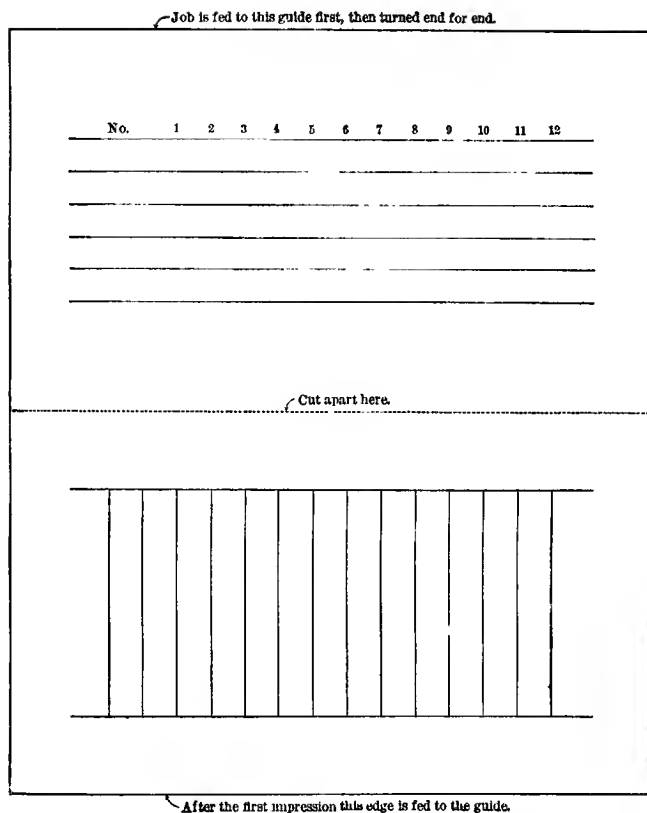 Job is fed to this guide first, then turned end for end.
No. 1 2 3 4 5 6 7 8 9 10 11 12
Cut apart here.
After the first impression this edge is fed to the guide.